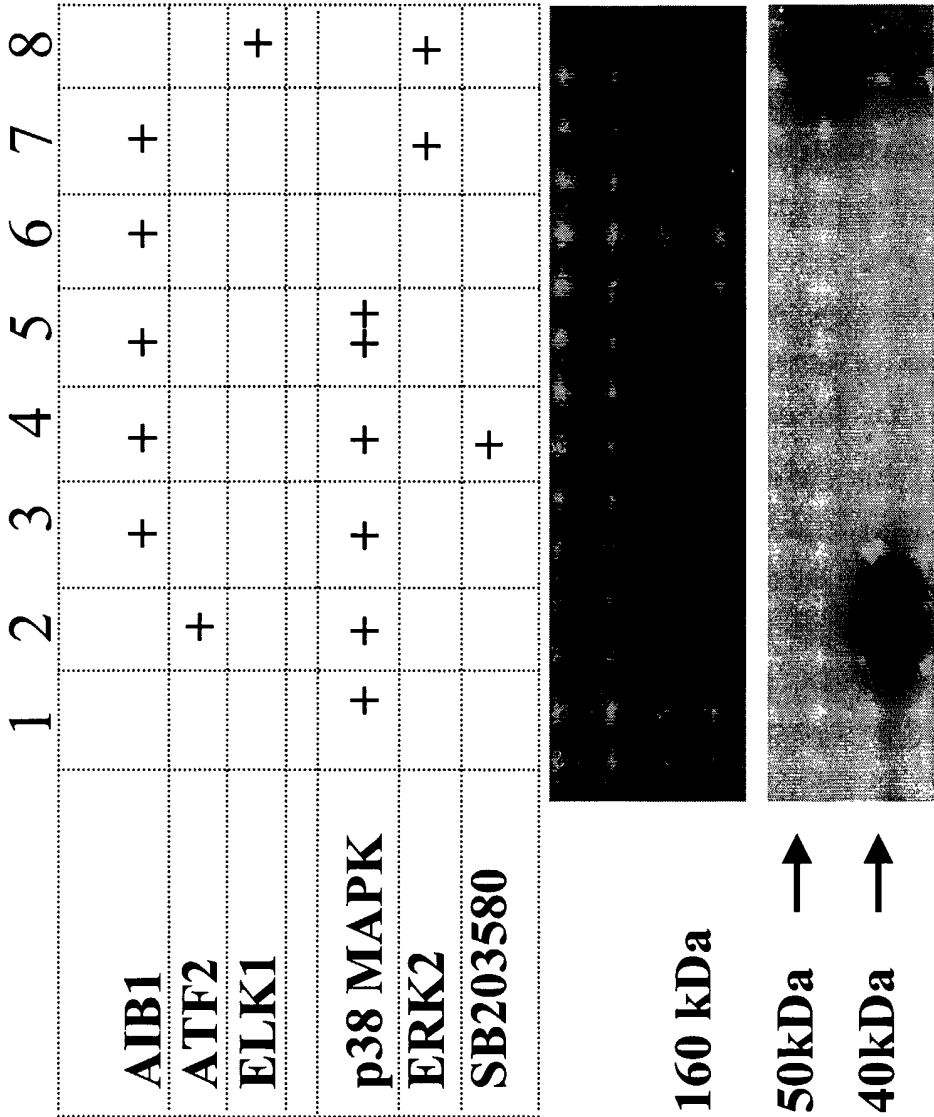 1 2 3 4 5 6 7 8
AIB1 + + + + +
ATF2 +
ELK1 +
p38 MAPK + + + + ++
ERK2 + +
SB203580 +
160 kDa
50kDa →
40kDa →